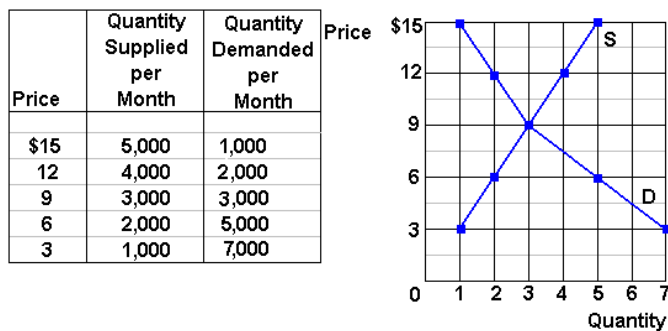 Quantity Quantity
Supplied Demanded
per per
Price Month Month
$15 5,000 1,000
12 4,000 2,000
9 3,000 3,000
6 2,000 5,000
3 1,000 7,000
Price $15
S
12
9
6
D
3
0 1 2 3 4 5 6 7
Quantity